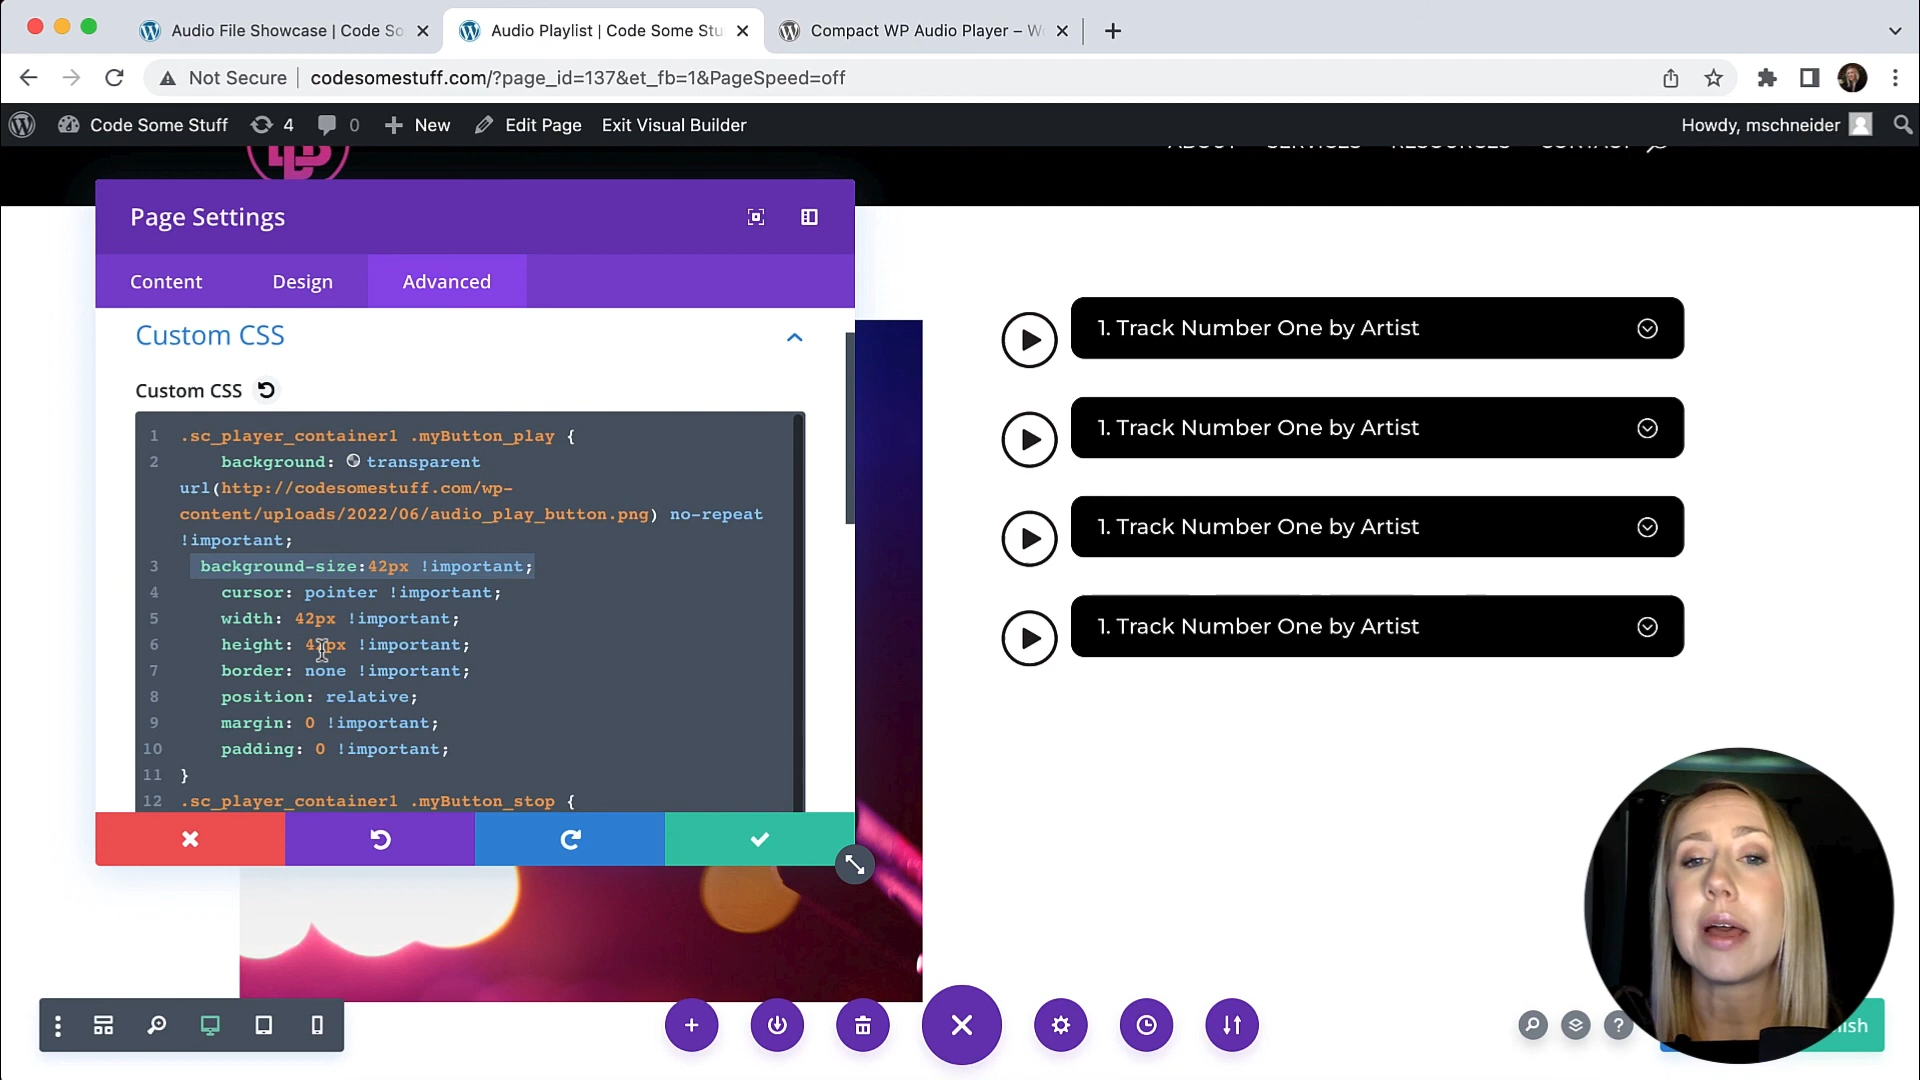 Audio File Showcase | Code So
Audio Playlist | Code Some Stu
Compact WP Audio Player – W
Not Secure
codesomestuff.com/?page_id=137&et_fb=1&PageSpeed=off
Code Some Stuff
4
0
New
Edit Page
Exit Visual Builder
Howdy, mschneider
ABOUT SERVICES RESOURCES CONTACT
Page Settings
Content
Design
Advanced
Custom CSS
Custom CSS
1 .sc_player_container1 .myButton_play {
2 background: transparent
url(http://codesomestuff.com/wp-
content/uploads/2022/06/audio_play_button.png) no-repeat
!important;
3 background-size:42px !important;
4 cursor: pointer !important;
5 width: 42px !important;
6 height: 42px !important;
7 border: none !important;
8 position: relative;
9 margin: 0 !important;
10 padding: 0 !important;
11 }
12 .sc_player_container1 .myButton_stop {
1. Track Number One by Artist
1. Track Number One by Artist
1. Track Number One by Artist
1. Track Number One by Artist
?
lish